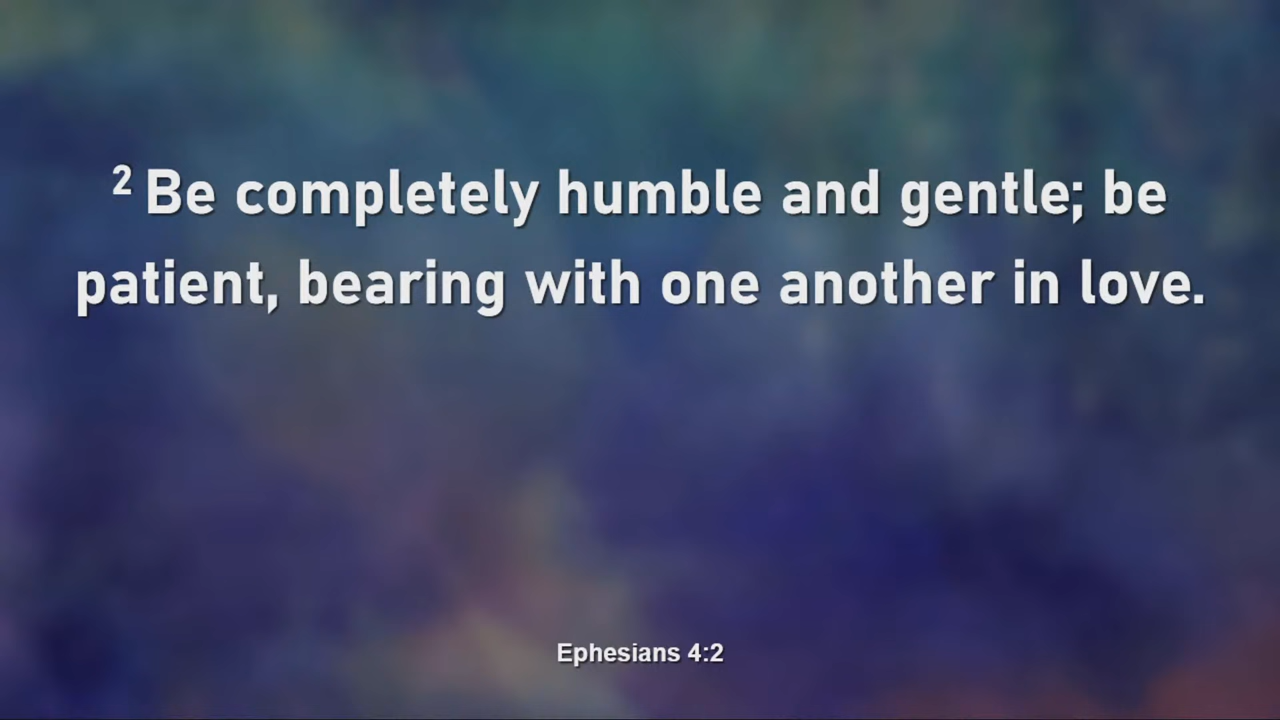 ² Be completely humble and gentle; be
patient, bearing with one another in love.
Ephesians 4:2